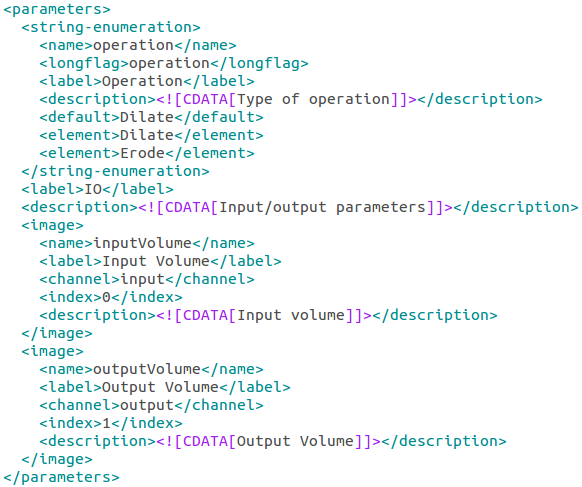 <parameters>
  <string-enumeration>
    <name>operation</name>
    <longflag>operation</longflag>
    <label>Operation</label>
    <description><![CDATA[Type of operation]]></description>
    <default>Dilate</default>
    <element>Dilate</element>
    <element>Erode</element>
  </string-enumeration>
  <label>IO</label>
  <description><![CDATA[Input/output parameters]]></description>
  <image>
    <name>inputVolume</name>
    <label>Input Volume</label>
    <channel>input</channel>
    <index>0</index>
    <description><![CDATA[Input volume]]></description>
  </image>
  <image>
    <name>outputVolume</name>
    <label>Output Volume</label>
    <channel>output</channel>
    <index>1</index>
    <description><![CDATA[Output Volume]]></description>
  </image>
</parameters>